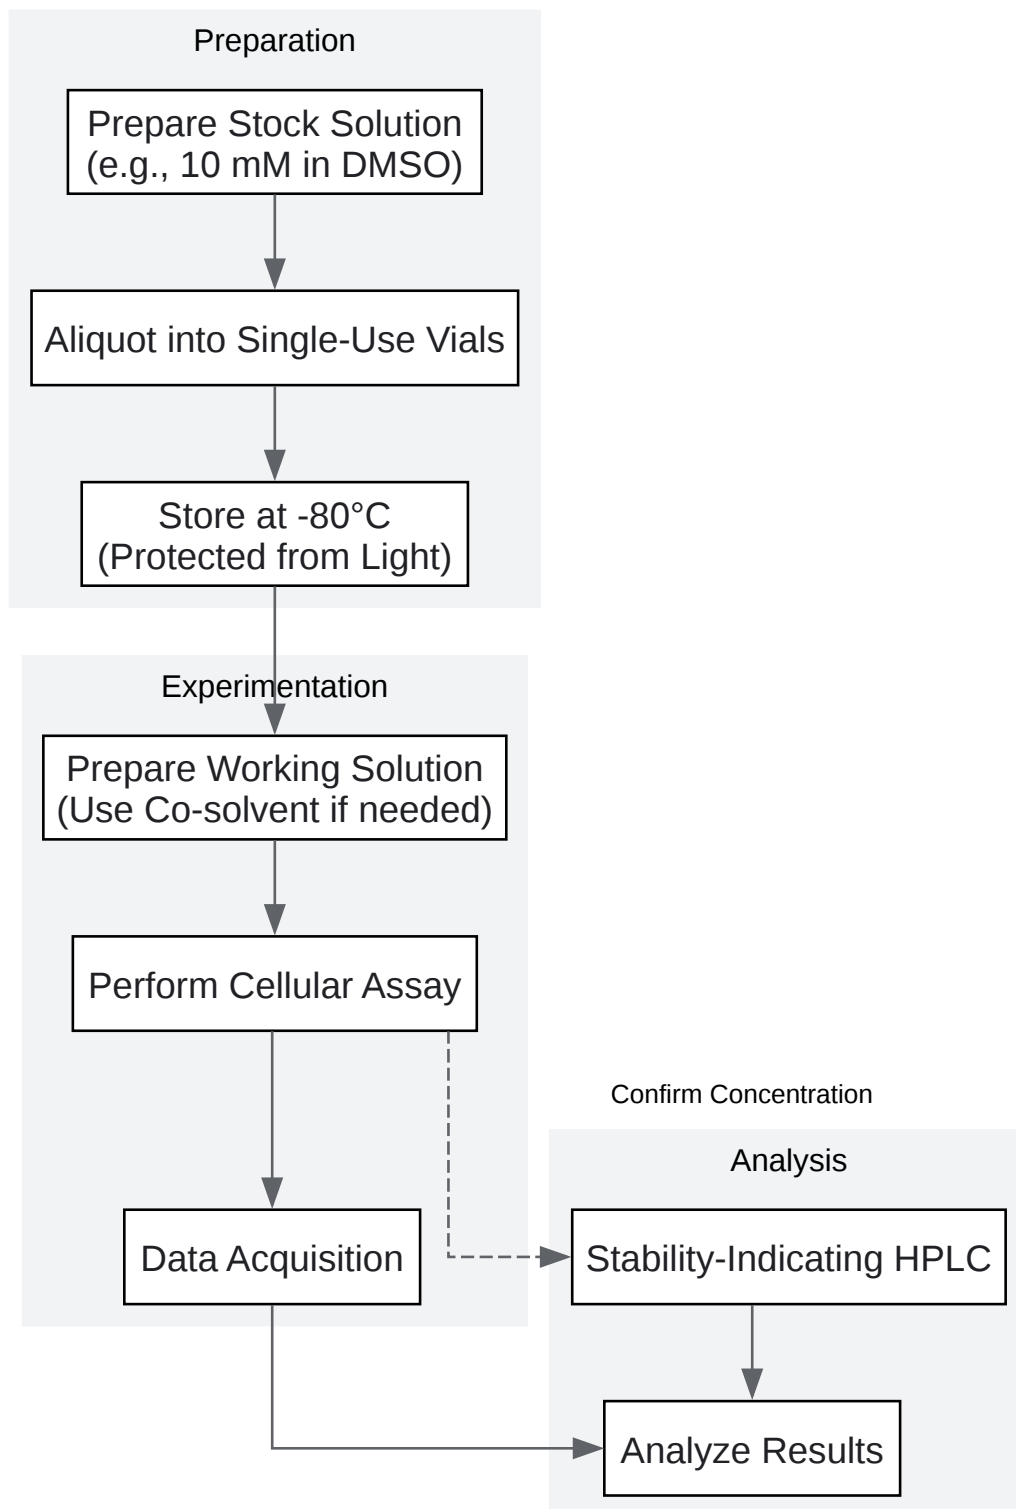 Preparation
Prepare Stock Solution
(e.g., 10 mM in DMSO)
Aliquot into Single-Use Vials
Store at -80°C
(Protected from Light)
Experimentation
Prepare Working Solution
(Use Co-solvent if needed)
Perform Cellular Assay
Confirm Concentration
Analysis
Data Acquisition
Stability-Indicating HPLC
Analyze Results